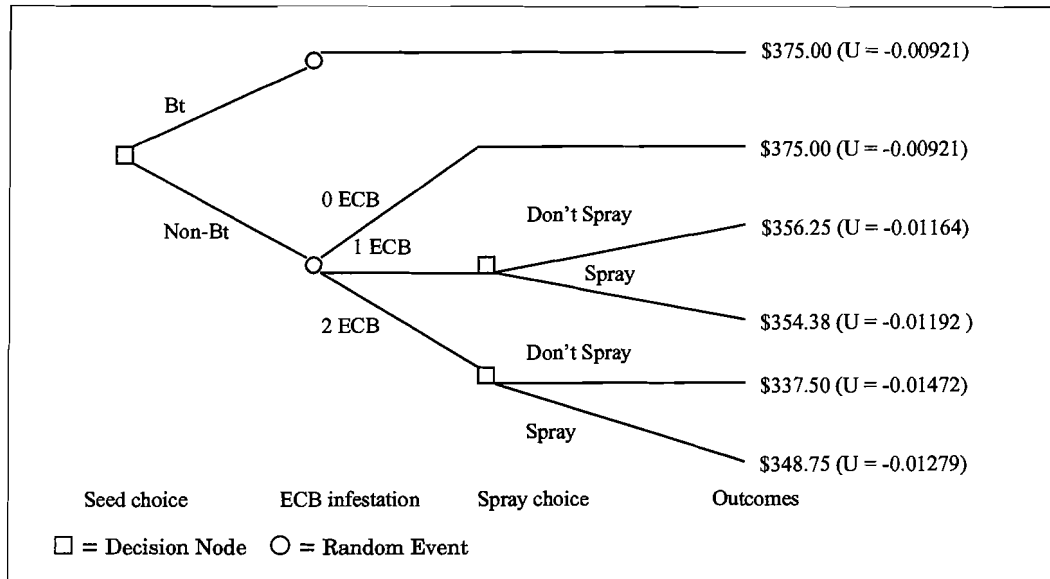 $375.00 (U = -0.00921)
Bt
$375.00 (U = -0.00921)
0 ECB
Don't Spray
Non-Bt
$356.25 (U = -0.01164)
1 ECB
Spray
$354.38 (U = -0.01192 )
2 ECB
Don't Spray
$337.50 (U = -0.01472)
Spray
$348.75 (U = -0.01279)
Seed choice ECB infestation Spray choice Outcomes
= Decision Node = Random Event